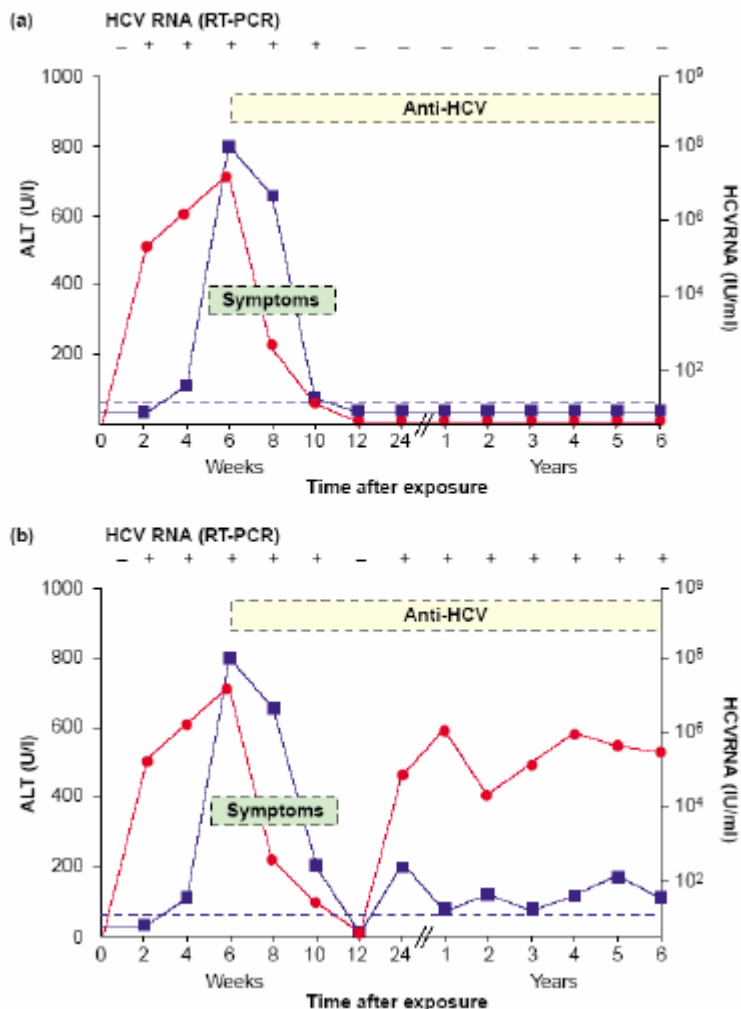 (a) HCV RNA (RT-PCR)
– + + + + + – – – – – – – –
1000 10⁹
Anti-HCV
800 10⁸
600 10⁶
ALT (U/l) HCVRNA (IU/ml)
400 10⁴
Symptoms
200 10²
0 2 4 6 8 10 12 24 1 2 3 4 5 6
Weeks Years
Time after exposure
(b) HCV RNA (RT-PCR)
– + + + + + – + + + + + + +
1000 10⁹
Anti-HCV
800 10⁸
600 10⁶
ALT (U/l) HCVRNA (IU/ml)
400 10⁴
Symptoms
200 10²
0
0 2 4 6 8 10 12 24 1 2 3 4 5 6
Weeks Years
Time after exposure